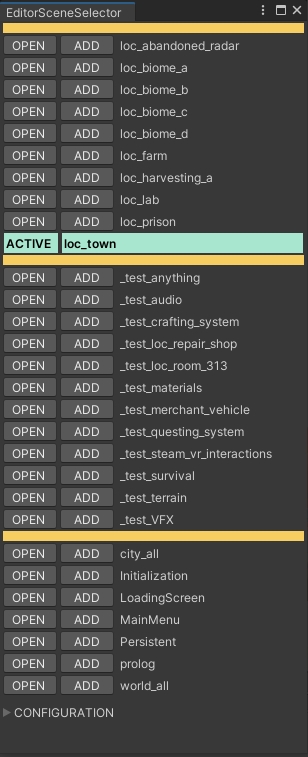 EditorSceneSelector
OPEN ADD loc_abandoned_radar
OPEN ADD loc_biome_a
OPEN ADD loc_biome_b
OPEN ADD loc_biome_c
OPEN ADD loc_biome_d
OPEN ADD loc_farm
OPEN ADD loc_harvesting_a
OPEN ADD loc_lab
OPEN ADD loc_prison
ACTIVE loc_town
OPEN ADD _test_anything
OPEN ADD _test_audio
OPEN ADD _test_crafting_system
OPEN ADD _test_loc_repair_shop
OPEN ADD _test_loc_room_313
OPEN ADD _test_materials
OPEN ADD _test_merchant_vehicle
OPEN ADD _test_questing_system
OPEN ADD _test_steam_vr_interactions
OPEN ADD _test_survival
OPEN ADD _test_terrain
OPEN ADD _test_VFX
OPEN ADD city_all
OPEN ADD Initialization
OPEN ADD LoadingScreen
OPEN ADD MainMenu
OPEN ADD Persistent
OPEN ADD prolog
OPEN ADD world_all
CONFIGURATION